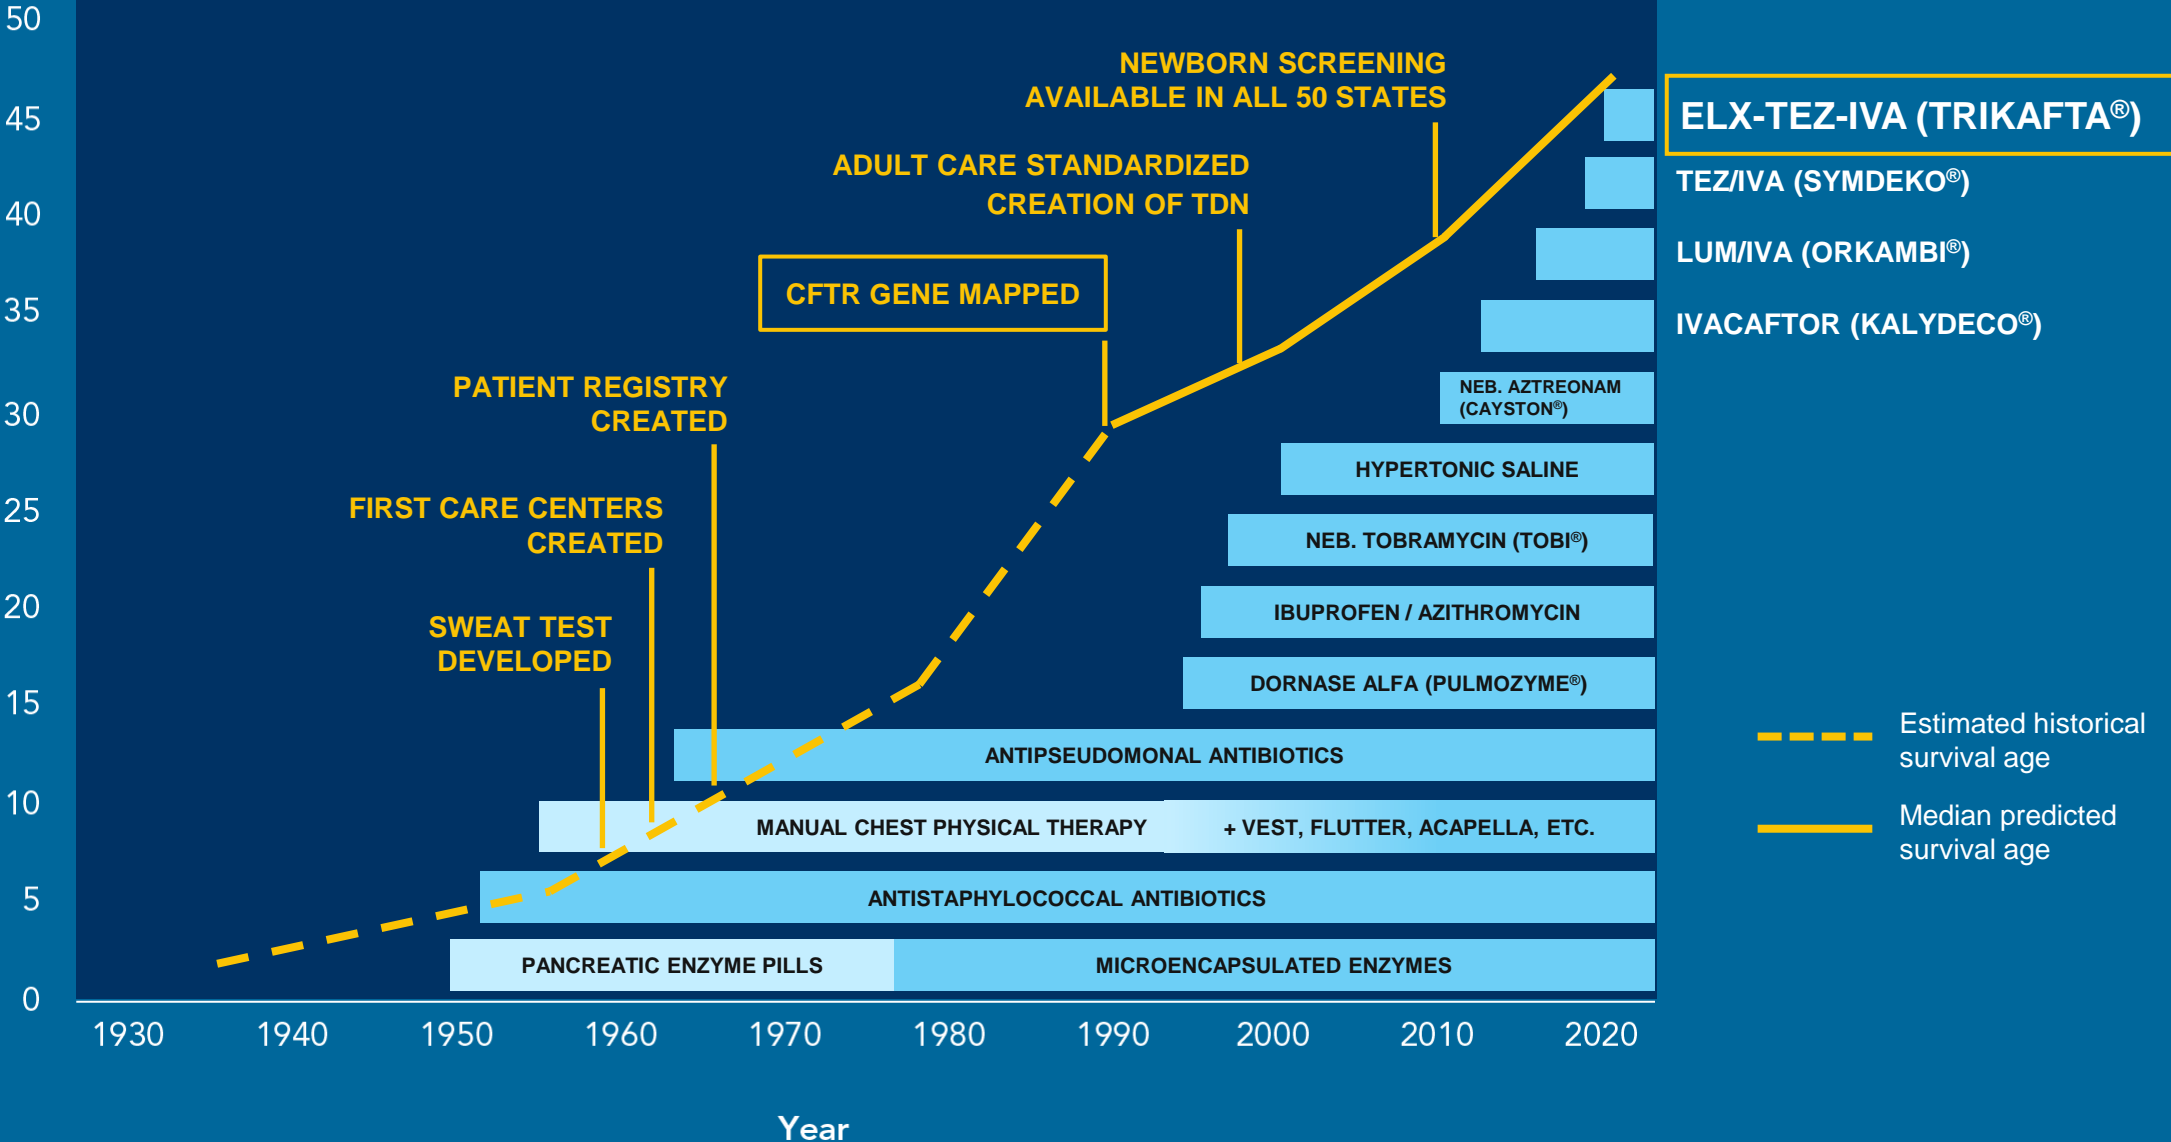 50
45
40
35
30
25
20
15
10
5
0
NEWBORN SCREENING
AVAILABLE IN ALL 50 STATES
ADULT CARE STANDARDIZED
CREATION OF TDN
CFTR GENE MAPPED
PATIENT REGISTRY
CREATED
FIRST CARE CENTERS
CREATED
SWEAT TEST
DEVELOPED
ELX-TEZ-IVA (TRIKAFTA®)
TEZ/IVA (SYMDEKO®)
LUM/IVA (ORKAMBI®)
IVACAFTOR (KALYDECO®)
NEB. AZTREONAM
(CAYSTON®)
HYPERTONIC SALINE
NEB. TOBRAMYCIN (TOBI®)
IBUPROFEN / AZITHROMYCIN
DORNASE ALFA (PULMOZYME®)
ANTIPSEUDOMONAL ANTIBIOTICS
MANUAL CHEST PHYSICAL THERAPY + VEST, FLUTTER, ACAPELLA, ETC.
ANTISTAPHYLOCOCCAL ANTIBIOTICS
PANCREATIC ENZYME PILLS MICROENCAPSULATED ENZYMES
Estimated historical
survival age
Median predicted
survival age
1930 1940 1950 1960 1970 1980 1990 2000 2010 2020
Year